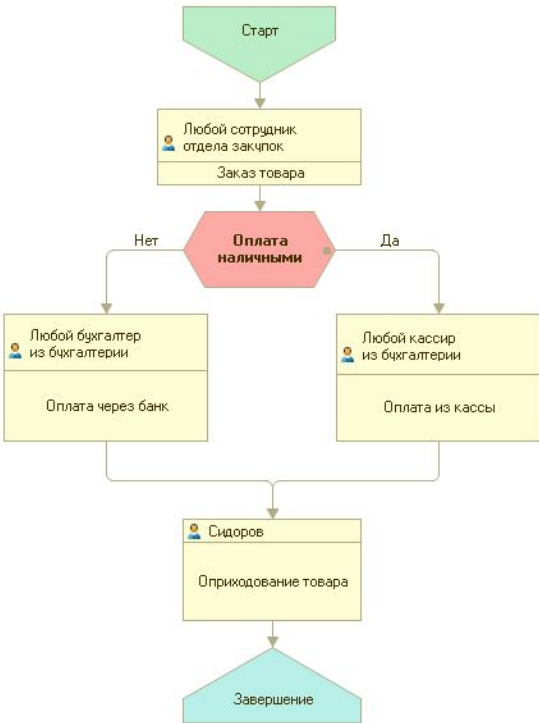 Старт
Любой сотрудник
отдела закупок
Заказ товара
Оплата
наличными
Нет
Да
Любой бухгалтер
из бухгалтерии
Оплата через банк
Любой кассир
из бухгалтерии
Оплата из кассы
Сидоров
Оприходование товара
Завершение